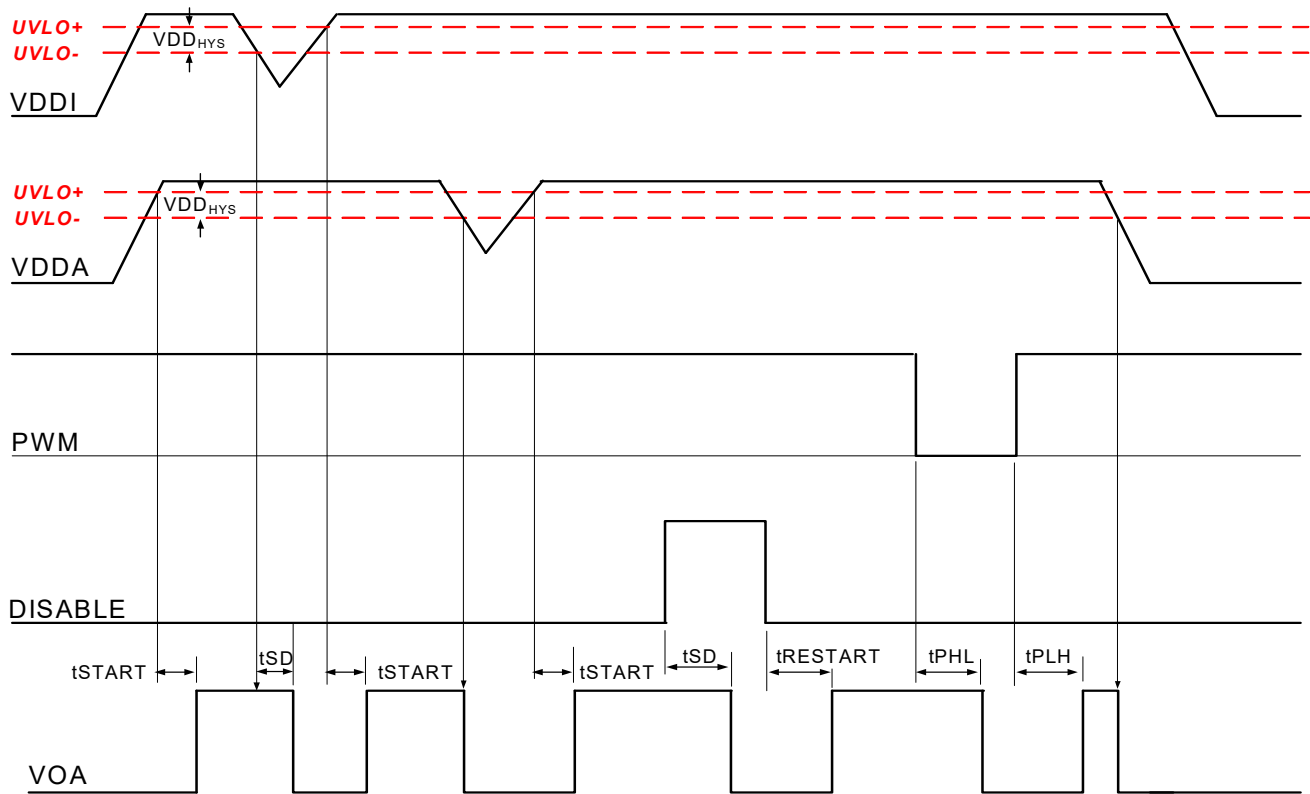 UVLO+
VDDHYS
UVLO-
VDDI
UVLO+
VDDHYS
UVLO-
VDDA
PWM
DISABLE
tSTART
tSD
tSTART
tSTART
tSD
tRESTART
tPHL
tPLH
VOA